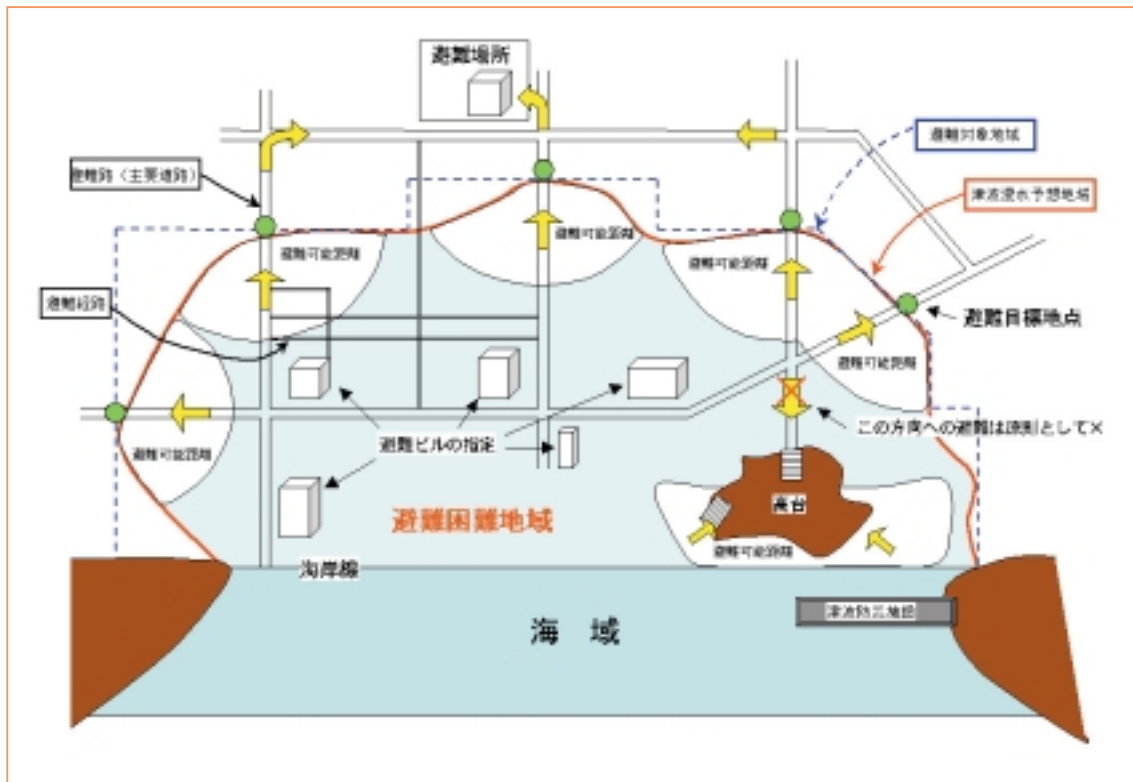 避難場所
避難路（主要道路）
避難対象地域
津波浸水予想地域
避難可能距離
避難可能距離
避難可能距離
避難経路
避難目標地点
避難可能距離
この方向への避難は原則として×
避難ビルの指定
避難可能距離
高台
避難困難地域
避難可能距離
海岸線
津波防災施設
海 域